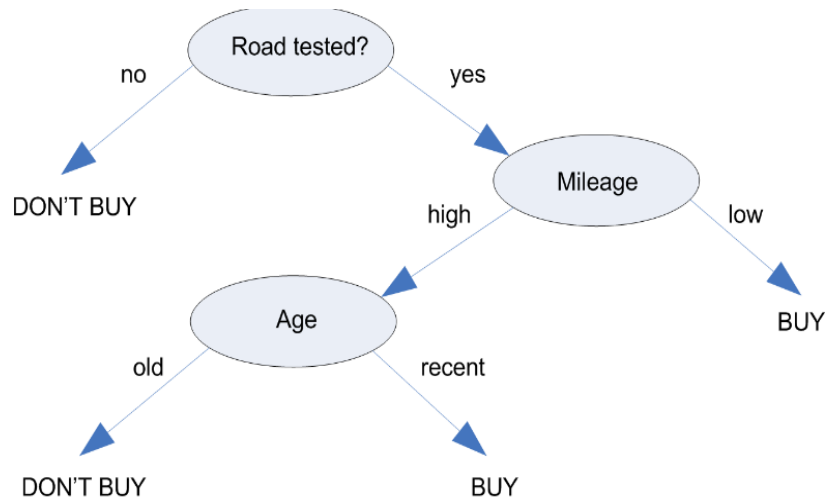 Road tested?
no
yes
Mileage
DON'T BUY
high
low
Age
BUY
old
recent
DON'T BUY
BUY